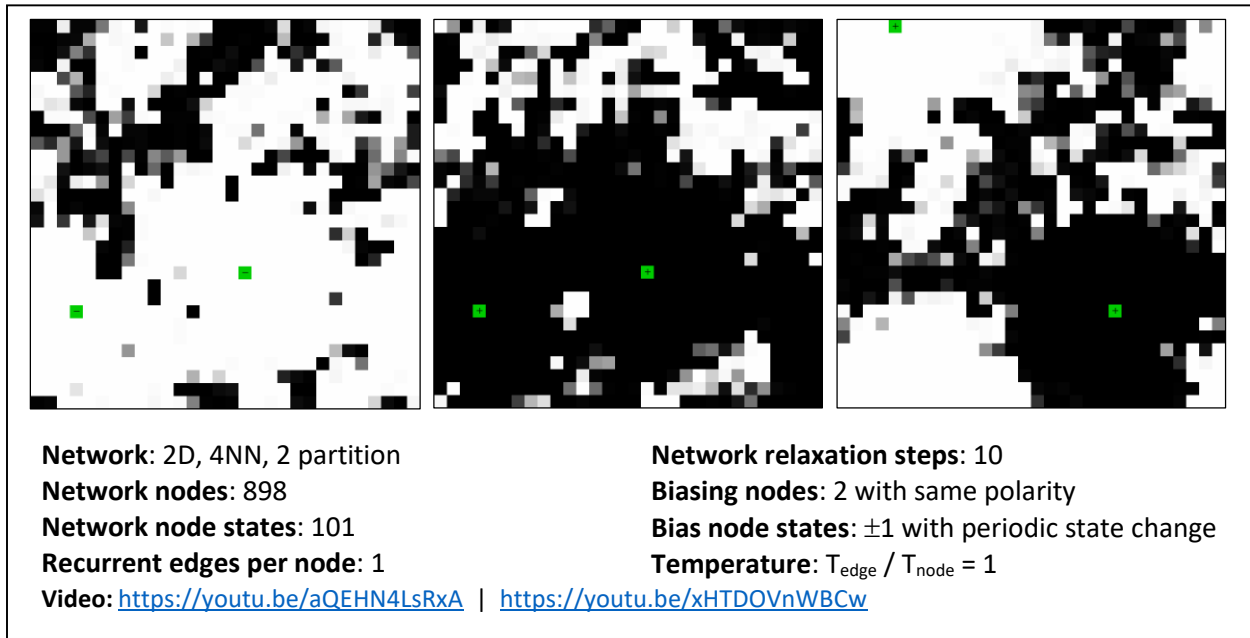 +
− + +
− +
Network: 2D, 4NN, 2 partition
Network nodes: 898
Network node states: 101
Recurrent edges per node: 1
Network relaxation steps: 10
Biasing nodes: 2 with same polarity
Bias node states: ±1 with periodic state change
Temperature: Tedge / Tnode = 1
Video: https://youtu.be/aQEHN4LsRxA | https://youtu.be/xHTDOVnWBCw